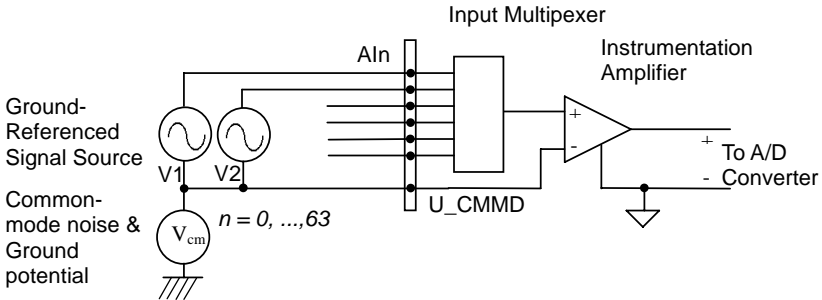 Input Multipexer
Instrumentation
Amplifier
AIn
Ground-
Referenced
Signal Source
V1
V2
+
-
+
To A/D
-
Converter
U_CMMD
Common-
mode noise &
Ground
potential
Vcm
n = 0, ...,63